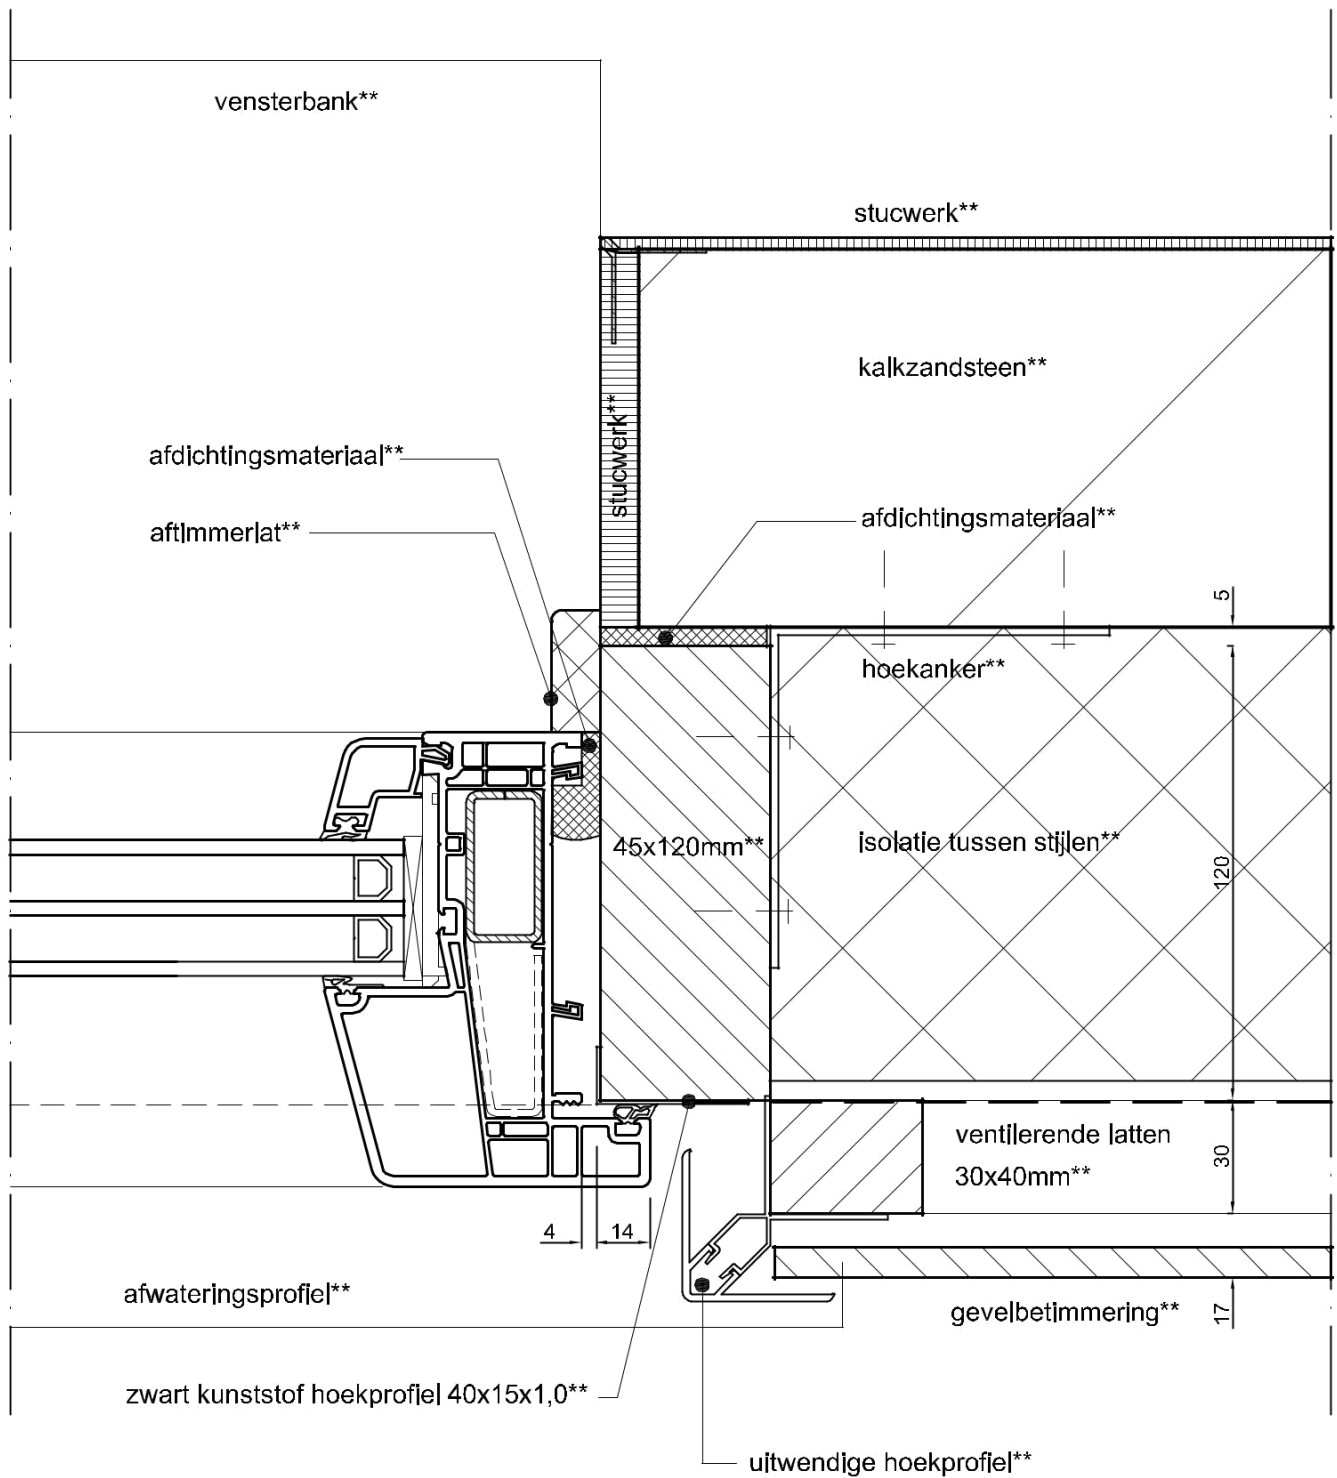 vensterbank**
stucwerk**
kalkzandsteen**
stucwerk**
afdichtingsmateriaal**
afdichtingsmateriaal**
aftimmerlat**
5
hoekanker**
45x120mm**
isolatie tussen stijlen**
120
ventilerende latten
30x40mm**
30
4
14
afwateringsprofiel**
gevelbetimmering**
17
zwart kunststof hoekprofiel 40x15x1,0**
uitwendige hoekprofiel**